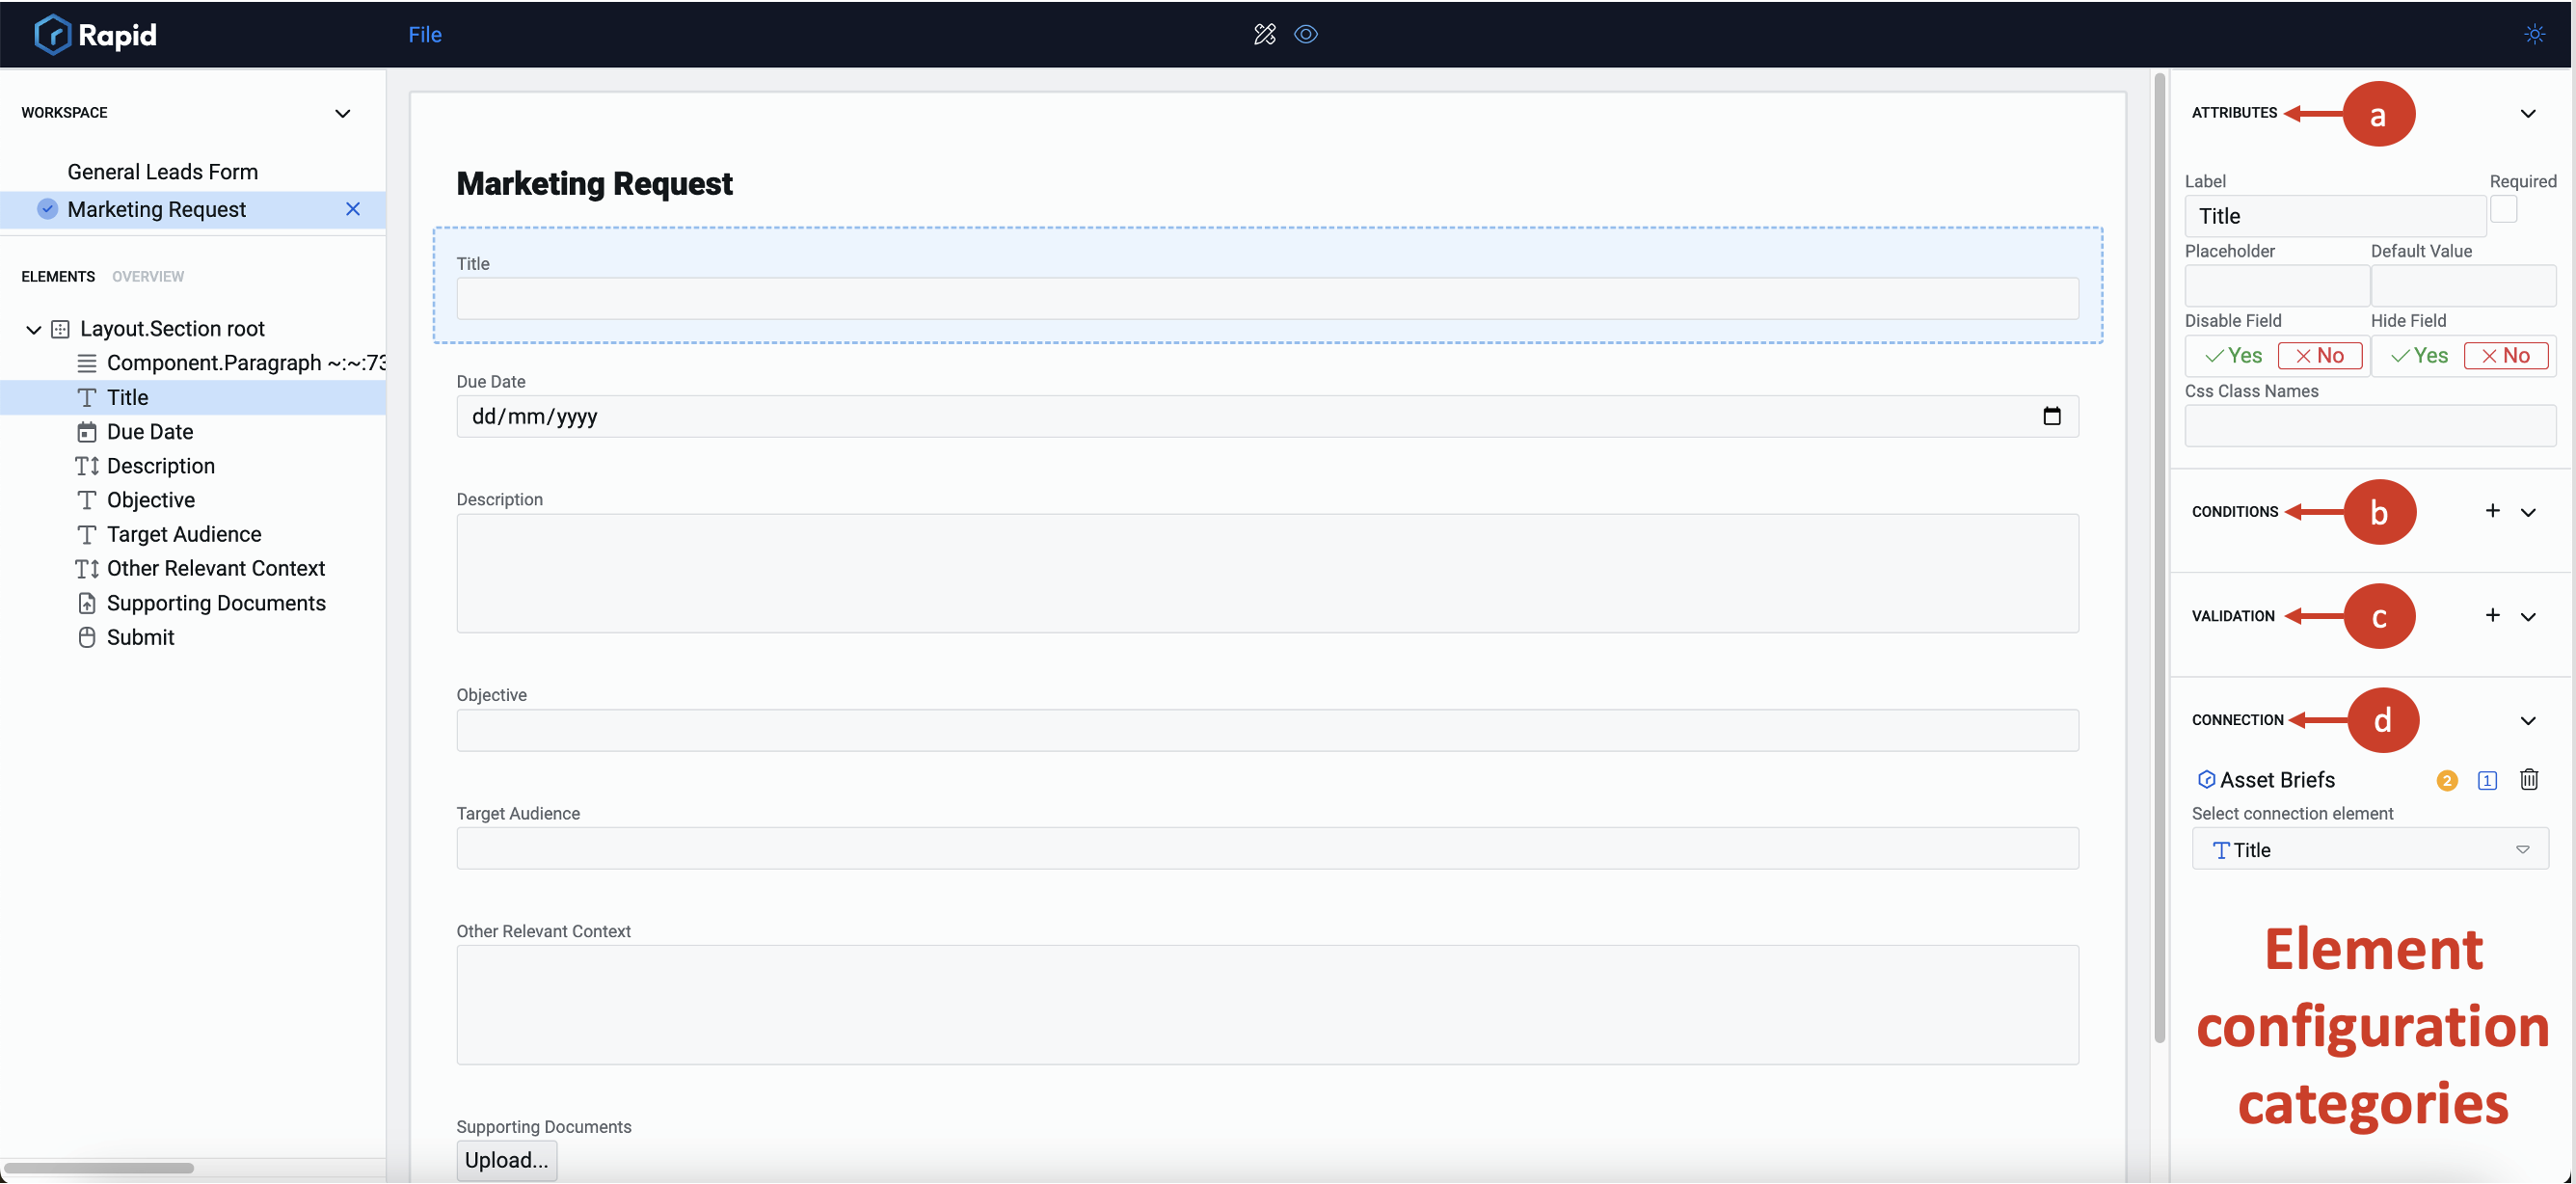 Rapid
File
WORKSPACE
General Leads Form
Marketing Request
ELEMENTS OVERVIEW
Layout.Section root
Component.Paragraph ~:~:73
Title
Due Date
Description
Objective
Target Audience
Other Relevant Context
Supporting Documents
Submit
Marketing Request
Title
Due Date
dd/mm/yyyy
Description
Objective
Target Audience
Other Relevant Context
Supporting Documents
Upload...
ATTRIBUTES a
Label Required
Title
Placeholder Default Value
Disable Field Hide Field
Yes No Yes No
Css Class Names
CONDITIONS b
VALIDATION c
CONNECTION d
Asset Briefs 2 1
Select connection element
Title
Element
configuration
categories